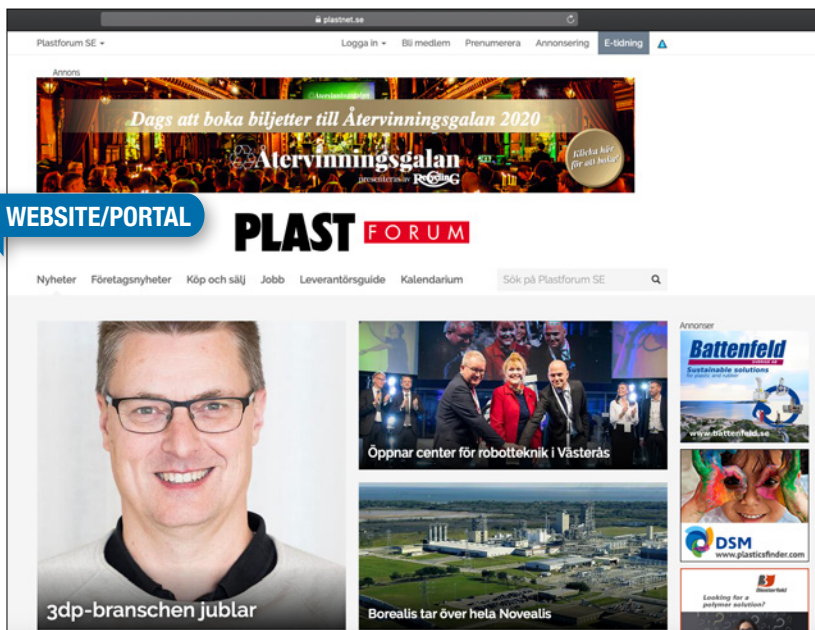 plastnet.se
Plastforum SE
Logga in
Bli medlem
Prenumerera
Annonsering
E-tidning
Annons
Dags att boka biljetter till Återvinningsgalan 2020
Återvinningsgalan
presenteras av Recycling
Klicka här
för att boka!
WEBSITE/PORTAL
PLAST FORUM
Nyheter
Företagsnyheter
Köp och sälj
Jobb
Leverantörsguide
Kalendarium
Sök på Plastforum SE
3dp-branschen jublar
Öppnar center för robotteknik i Västerås
Borealis tar över hela Novealis
Annonser
Battenfeld
SVERIGE AB
Sustainable solutions
for plastic and rubber
www.battenfeld.se
DSM
www.plasticsfinder.com
Looking for a
polymer solution?